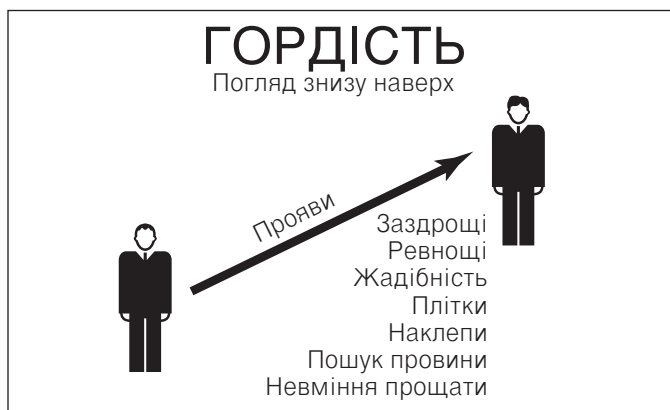 ГОРДІСТЬ
Погляд знизу наверх
Прояви
Заздрощі
Ревнощі
Жадібність
Плітки
Наклепи
Пошук провини
Невміння прощати